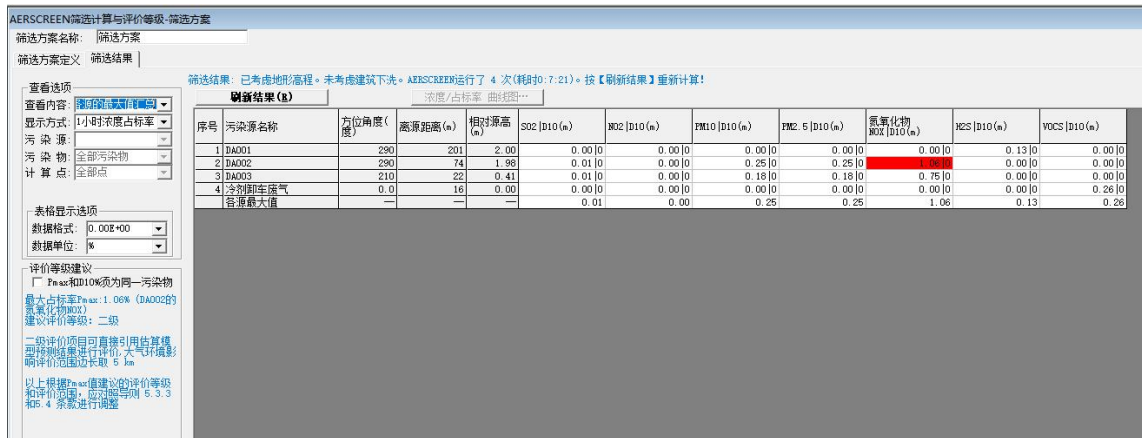 AERSCREEN筛选计算与评价等级-筛选方案
筛选方案名称: 筛选方案
筛选方案定义 筛选结果
筛选结果: 已考虑地形高程。未考虑建筑下洗。AERSCREEN运行了 4 次(耗时0:7:21)。按【刷新结果】重新计算!
查看选项
查看内容: 各源的最大值汇总
显示方式: 1小时浓度占标率
污 染 源:
污 染 物: 全部污染物
计 算 点: 全部点
表格显示选项
数据格式: 0.00E+00
数据单位: %
评价等级建议
Pmax和D10%须为同一污染物
最大占标率Pmax:1.06% (DA002的
氮氧化物NOX)
建议评价等级: 二级
二级评价项目可直接引用估算模
型预测结果进行评价,大气环境影
响评价范围边长取 5 km
以上根据Pmax值建议的评价等级
和评价范围,应对照导则 5.3.3
和5.4 条款进行调整
刷新结果(R) 浓度/占标率 曲线图…
序号 污染源名称 方位角度(度) 离源距离(m) 相对源高(m) SO2|D10(m) NO2|D10(m) PM10|D10(m) PM2.5|D10(m) 氮氧化物NOX|D10(m) H2S|D10(m) VOCS|D10(m)
1 DA001 290 201 2.00 0.00|0 0.00|0 0.00|0 0.00|0 0.00|0 0.13|0 0.00|0
2 DA002 290 74 1.98 0.01|0 0.00|0 0.25|0 0.25|0 1.06|0 0.00|0 0.00|0
3 DA003 210 22 0.41 0.01|0 0.00|0 0.18|0 0.18|0 0.75|0 0.00|0 0.00|0
4 冷剂卸车废气 0.0 16 0.00 0.00|0 0.00|0 0.00|0 0.00|0 0.00|0 0.00|0 0.26|0
各源最大值 — — — 0.01 0.00 0.25 0.25 1.06 0.13 0.26